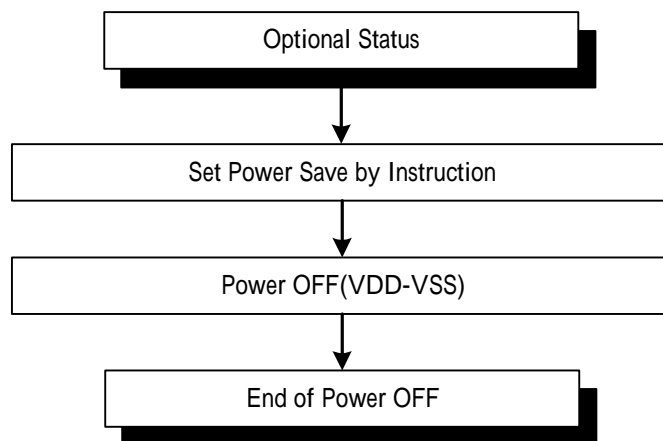 Optional Status
Set Power Save by Instruction
Power OFF(VDD-VSS)
End of Power OFF